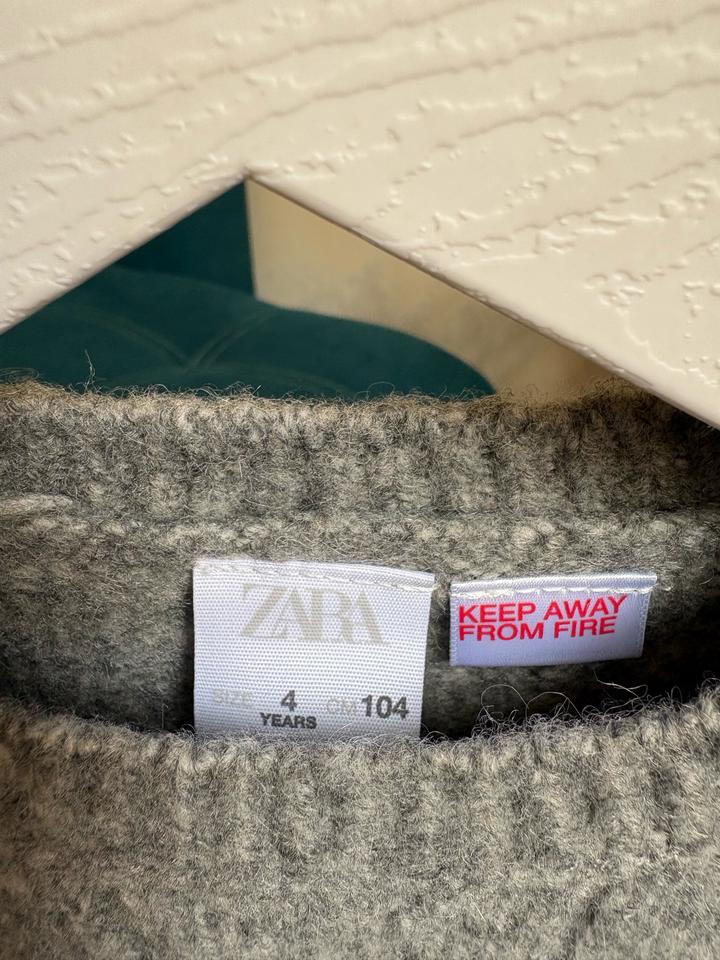 ZARA
SIZE 4 CM 104
YEARS
KEEP AWAY
FROM FIRE